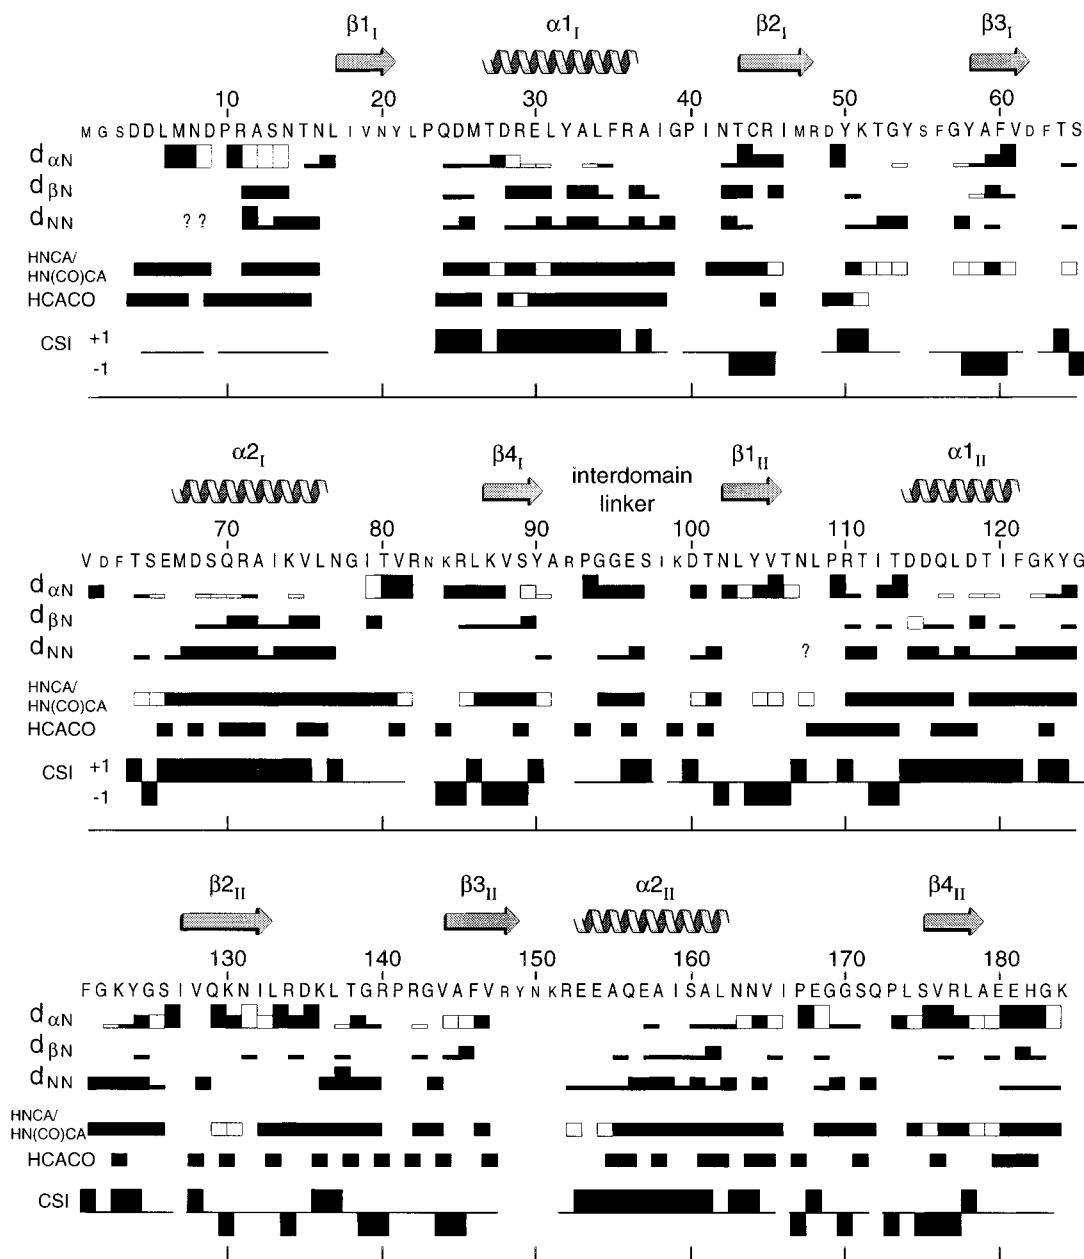 β1I α1I β2I β3I
10 20 30 40 50 60
MGSDDLMNDPRASNTNLIVNYLPQDMTDRELYALFRAIGPINTCRIMRDYKTGYSFGYAFVDFTS
dαN
dβN
dNN ? ?
HNCA/
HN(CO)CA
HCACO
CSI +1
-1
α2I β4I interdomain linker β1II α1II
70 80 90 100 110 120
VDFTSEMDSQRAIKVLNGITVRNKRLKVSYARPGGESIKDTNLYVTNLPRTITDDQLDTIFGKYG
dαN
dβN
dNN ?
HNCA/
HN(CO)CA
HCACO
CSI +1
-1
β2II β3II α2II β4II
130 140 150 160 170 180
FGKYGSIVQKNILRDKLTGRPRGVAFVRYNKREEAQEAISALNNVIPEGGSQPLSVRLAEEHGK
dαN
dβN
dNN
HNCA/
HN(CO)CA
HCACO
CSI +1
-1